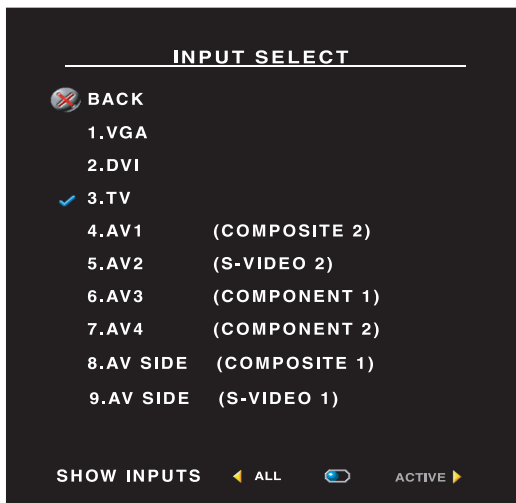 INPUT SELECT
BACK
1.VGA
2.DVI
3.TV
4.AV1 (COMPOSITE 2)
5.AV2 (S-VIDEO 2)
6.AV3 (COMPONENT 1)
7.AV4 (COMPONENT 2)
8.AV SIDE (COMPOSITE 1)
9.AV SIDE (S-VIDEO 1)
SHOW INPUTS ALL ACTIVE